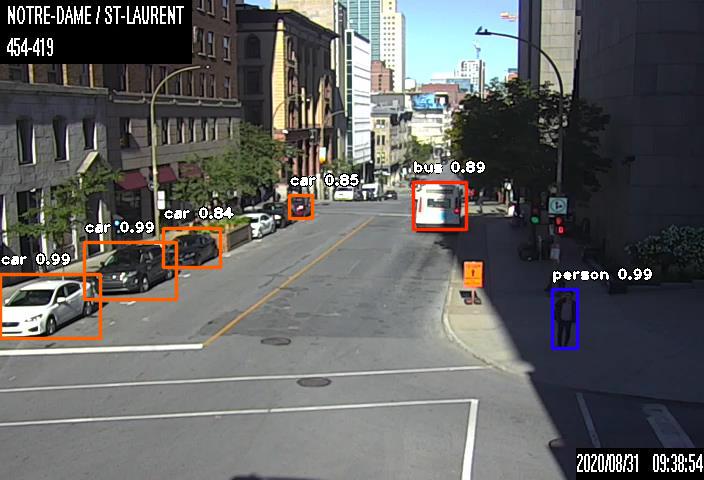 NOTRE-DAME / ST-LAURENT
454-419
car 0.85
bus 0.89
car 0.84
car 0.99
car 0.99
person 0.99
2020/08/31 09:38:54